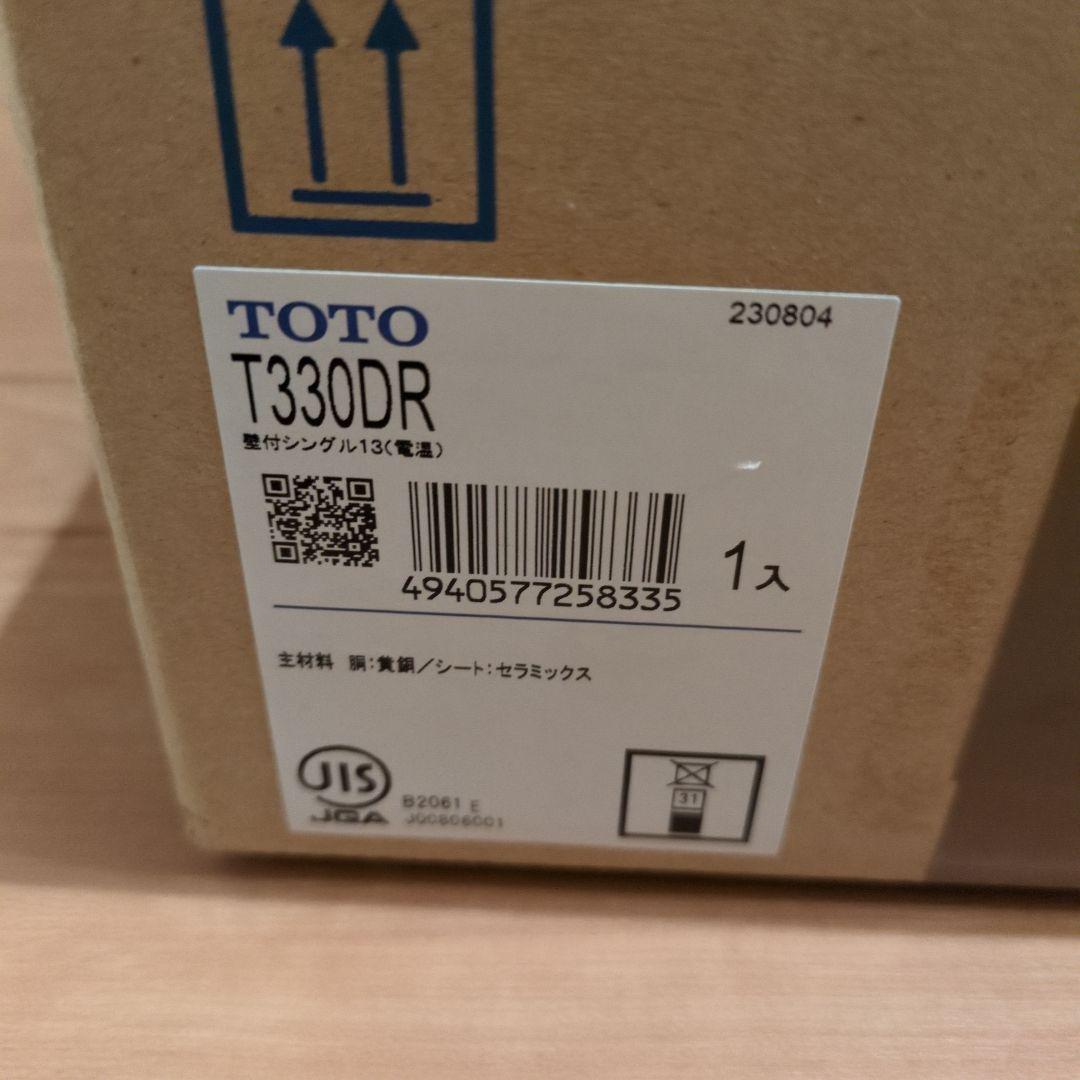 TOTO
230804
T330DR
壁付シングル13(電温)
4940577258335
1入
主材料 胴:黄銅/シート:セラミックス
JIS
JGA
B2061 E
JQ0806001
31